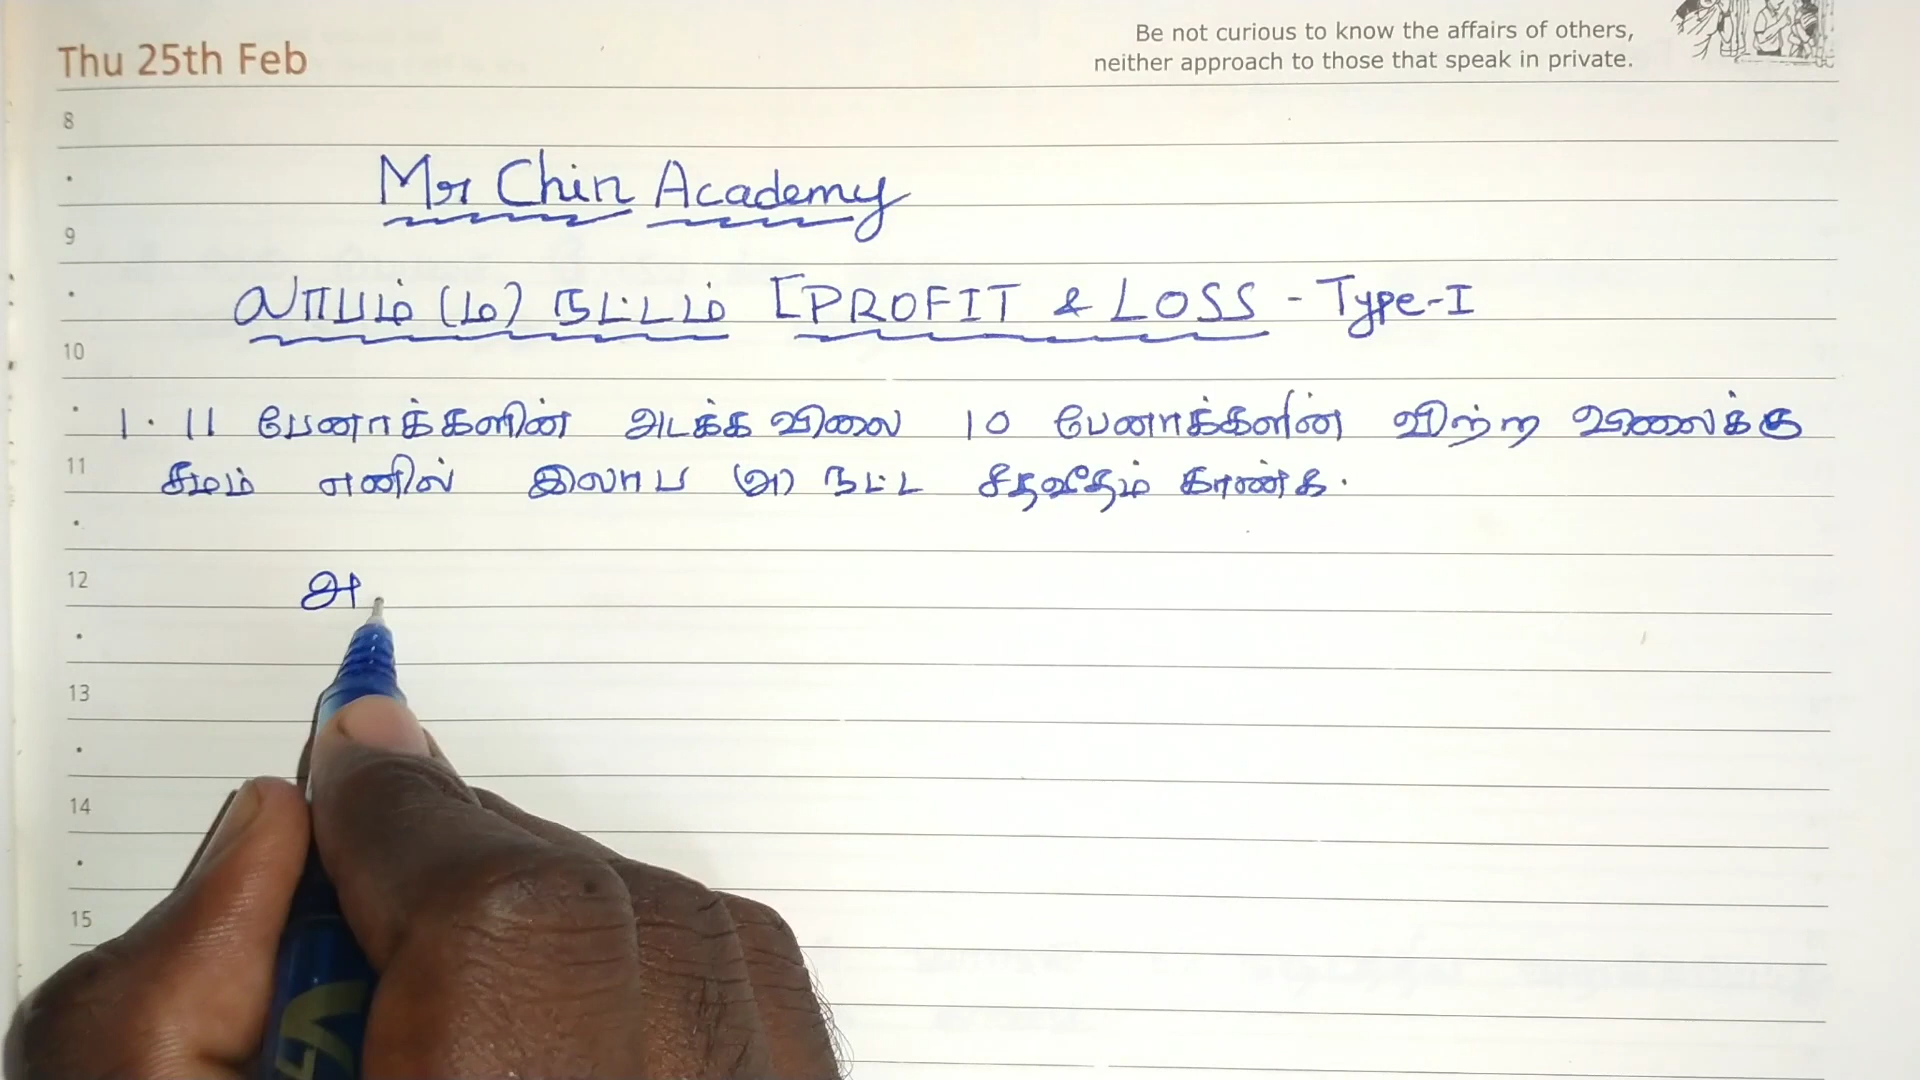 Thu 25th Feb
Be not curious to know the affairs of others,
neither approach to those that speak in private.
8
Mr Chin Academy
9
லாபம் (ம) நட்டம் [PROFIT & LOSS - Type-I
10
1. 11 பேனாக்களின் அடக்க விலை 10 பேனாக்களின் விற்ற விலைக்கு
11
சமம் எனில் இலாப (அ) நட்ட சதவீதம் காண்க.
12
அ
13
14
15